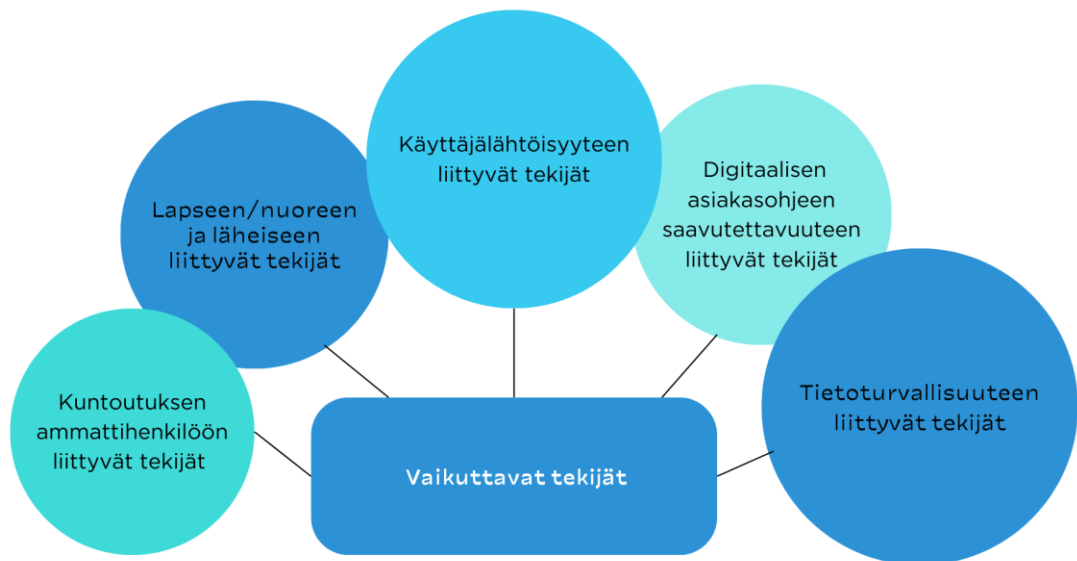 Käyttäjälähtöisyyteen
liittyvät tekijät
Digitaalisen
asiakasohjeen
saavutettavuuteen
liittyvät tekijät
Lapseen/nuoreen
ja läheiseen
liittyvät tekijät
Tietoturvallisuuteen
liittyvät tekijät
Kuntoutuksen
ammattihenkilöön
liittyvät tekijät
Vaikuttavat tekijät